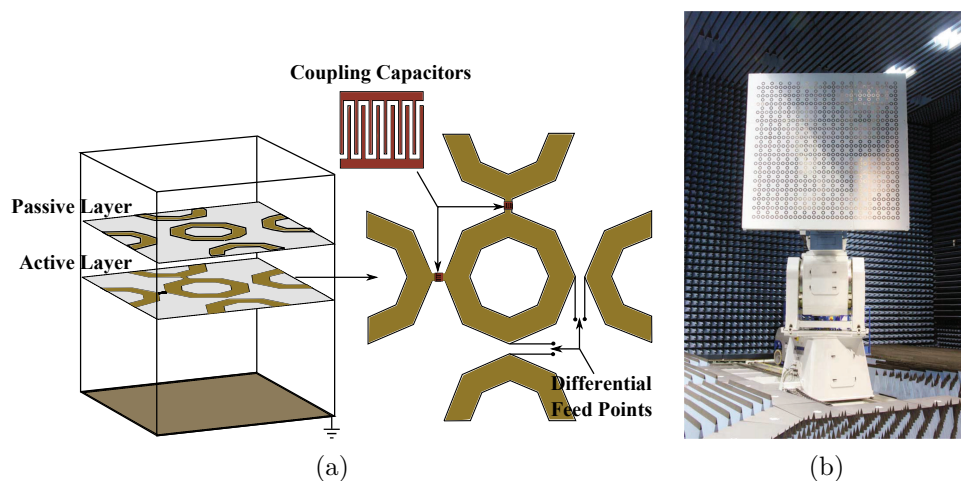 Coupling Capacitors
Passive Layer
Active Layer
Differential
Feed Points
(a)
(b)